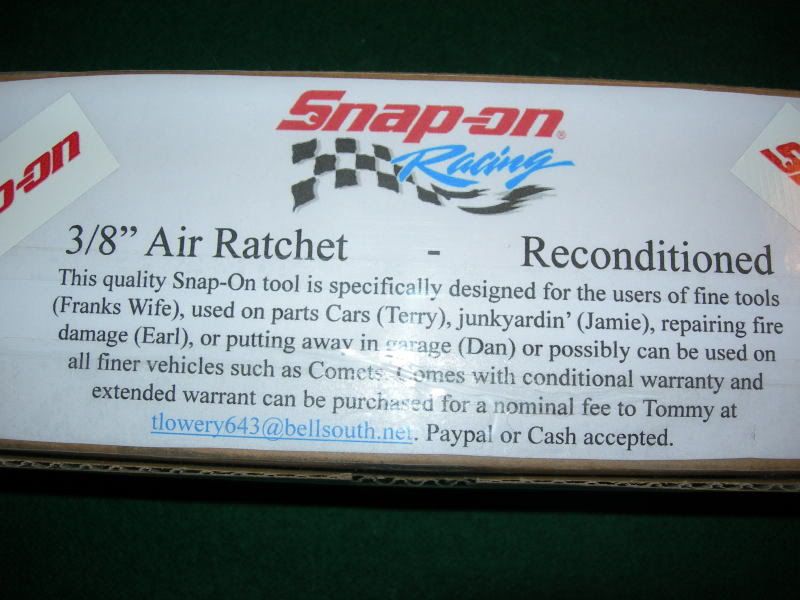 Snap-on®
Racing
p-on
3/8” Air Ratchet - Reconditioned
This quality Snap-On tool is specifically designed for the users of fine tools
(Franks Wife), used on parts Cars (Terry), junkyardin’ (Jamie), repairing fire
damage (Earl), or putting away in garage (Dan) or possibly can be used on
all finer vehicles such as Comets. Comes with conditional warranty and
extended warrant can be purchased for a nominal fee to Tommy at
tlowery643@bellsouth.net. Paypal or Cash accepted.